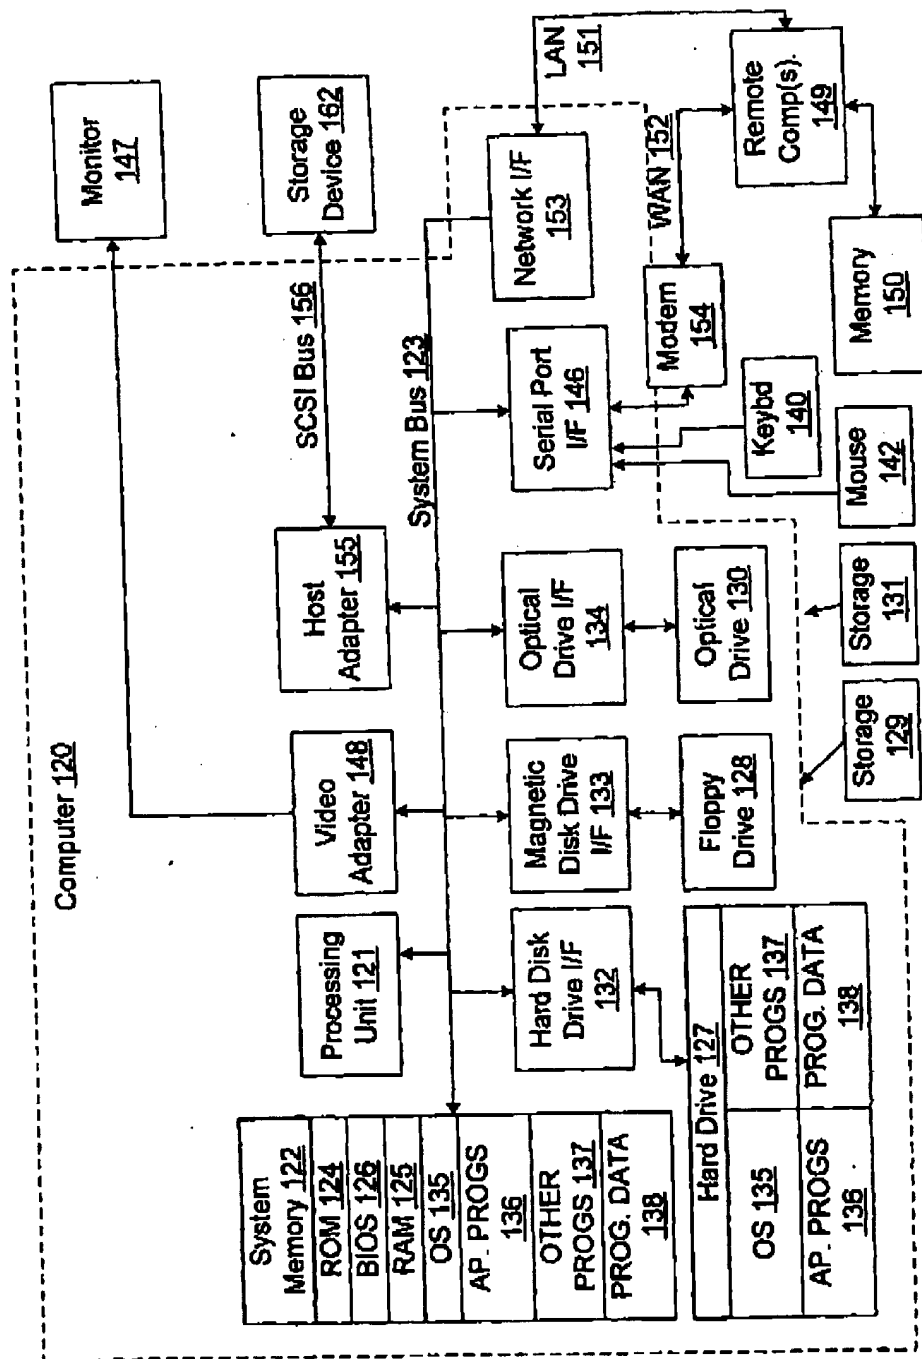 Computer 120
Monitor
147
Storage
Device 162
SCSI Bus 156
Processing
Unit 121
Video
Adapter 148
Host
Adapter 155
System Bus 123
Network I/F
153
LAN
151
System
Memory 122
ROM 124
BIOS 126
RAM 125
OS 135
AP. PROGS
136
OTHER
PROGS 137
PROG. DATA
138
Hard Disk
Drive I/F
132
Magnetic
Disk Drive
I/F 133
Optical
Drive I/F
134
Serial Port
I/F 146
WAN 152
Modem
154
Remote
Comp(s).
149
Hard Drive 127
OS 135
OTHER
PROGS 137
AP. PROGS
136
PROG. DATA
138
Floppy
Drive 128
Optical
Drive 130
Keybd
140
Mouse
142
Memory
150
Storage
129
Storage
131